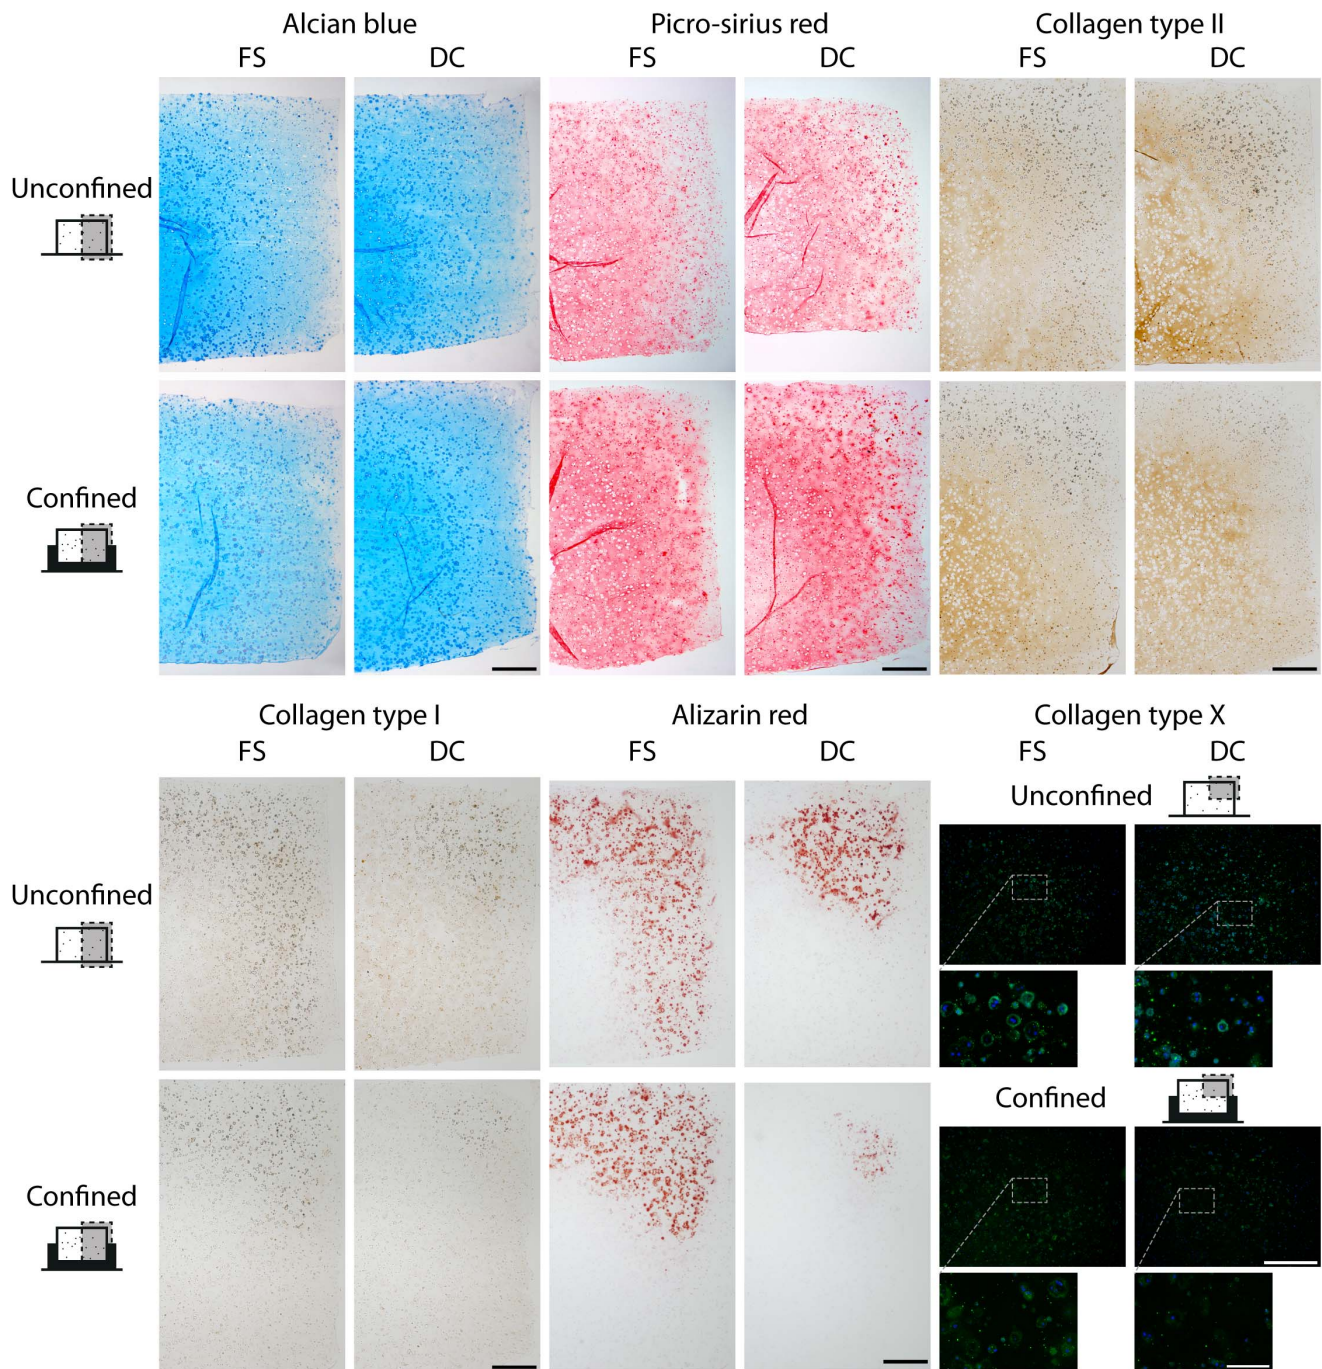 Alcian blue Picro-sirius red Collagen type II
FS DC FS DC FS DC
Unconfined
Confined
Collagen type I Alizarin red Collagen type X
FS DC FS DC FS DC
Unconfined
Unconfined
Confined
Confined